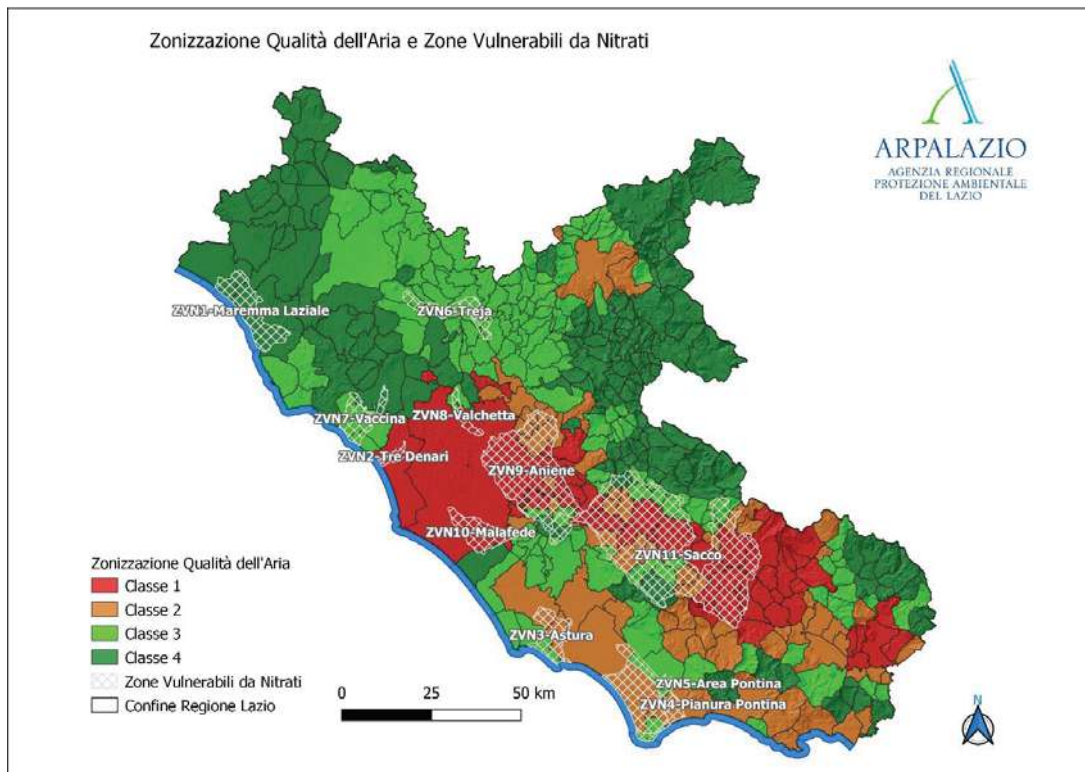 Zonizzazione Qualità dell'Aria e Zone Vulnerabili da Nitrati
ARPALAZIO
AGENZIA REGIONALE
PROTEZIONE AMBIENTALE
DEL LAZIO
ZVN1-Maremma Laziale
ZVN6-Treja
ZVN7-Vaccina
ZVN8-Valchetta
ZVN2-Tre Denari
ZVN9-Aniene
ZVN10-Malafede
ZVN11-Sacco
ZVN3-Astura
ZVN5-Area Pontina
ZVN4-Pianura Pontina
Zonizzazione Qualità dell'Aria
Classe 1
Classe 2
Classe 3
Classe 4
Zone Vulnerabili da Nitrati
Confine Regione Lazio
0 25 50 km
N